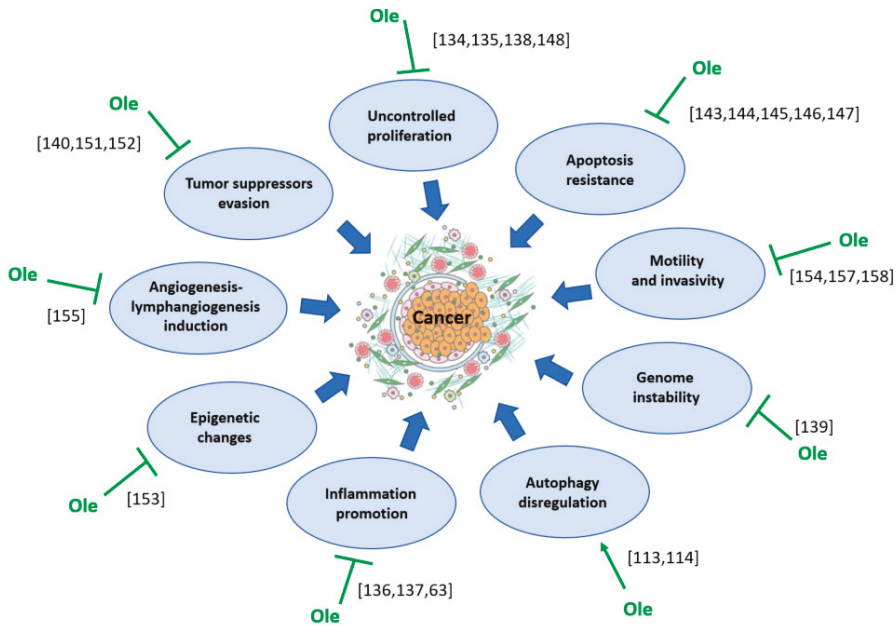 Ole
[134,135,138,148]
Uncontrolled
proliferation
Ole
[143,144,145,146,147]
Apoptosis
resistance
Ole
[154,157,158]
Motility
and invasivity
Genome
instability
[139]
Ole
Autophagy
disregulation
[113,114]
Ole
Inflammation
promotion
[136,137,63]
Ole
Epigenetic
changes
[153]
Ole
Angiogenesis-
lymphangiogenesis
induction
Ole
[155]
Ole
[140,151,152]
Tumor suppressors
evasion
Cancer